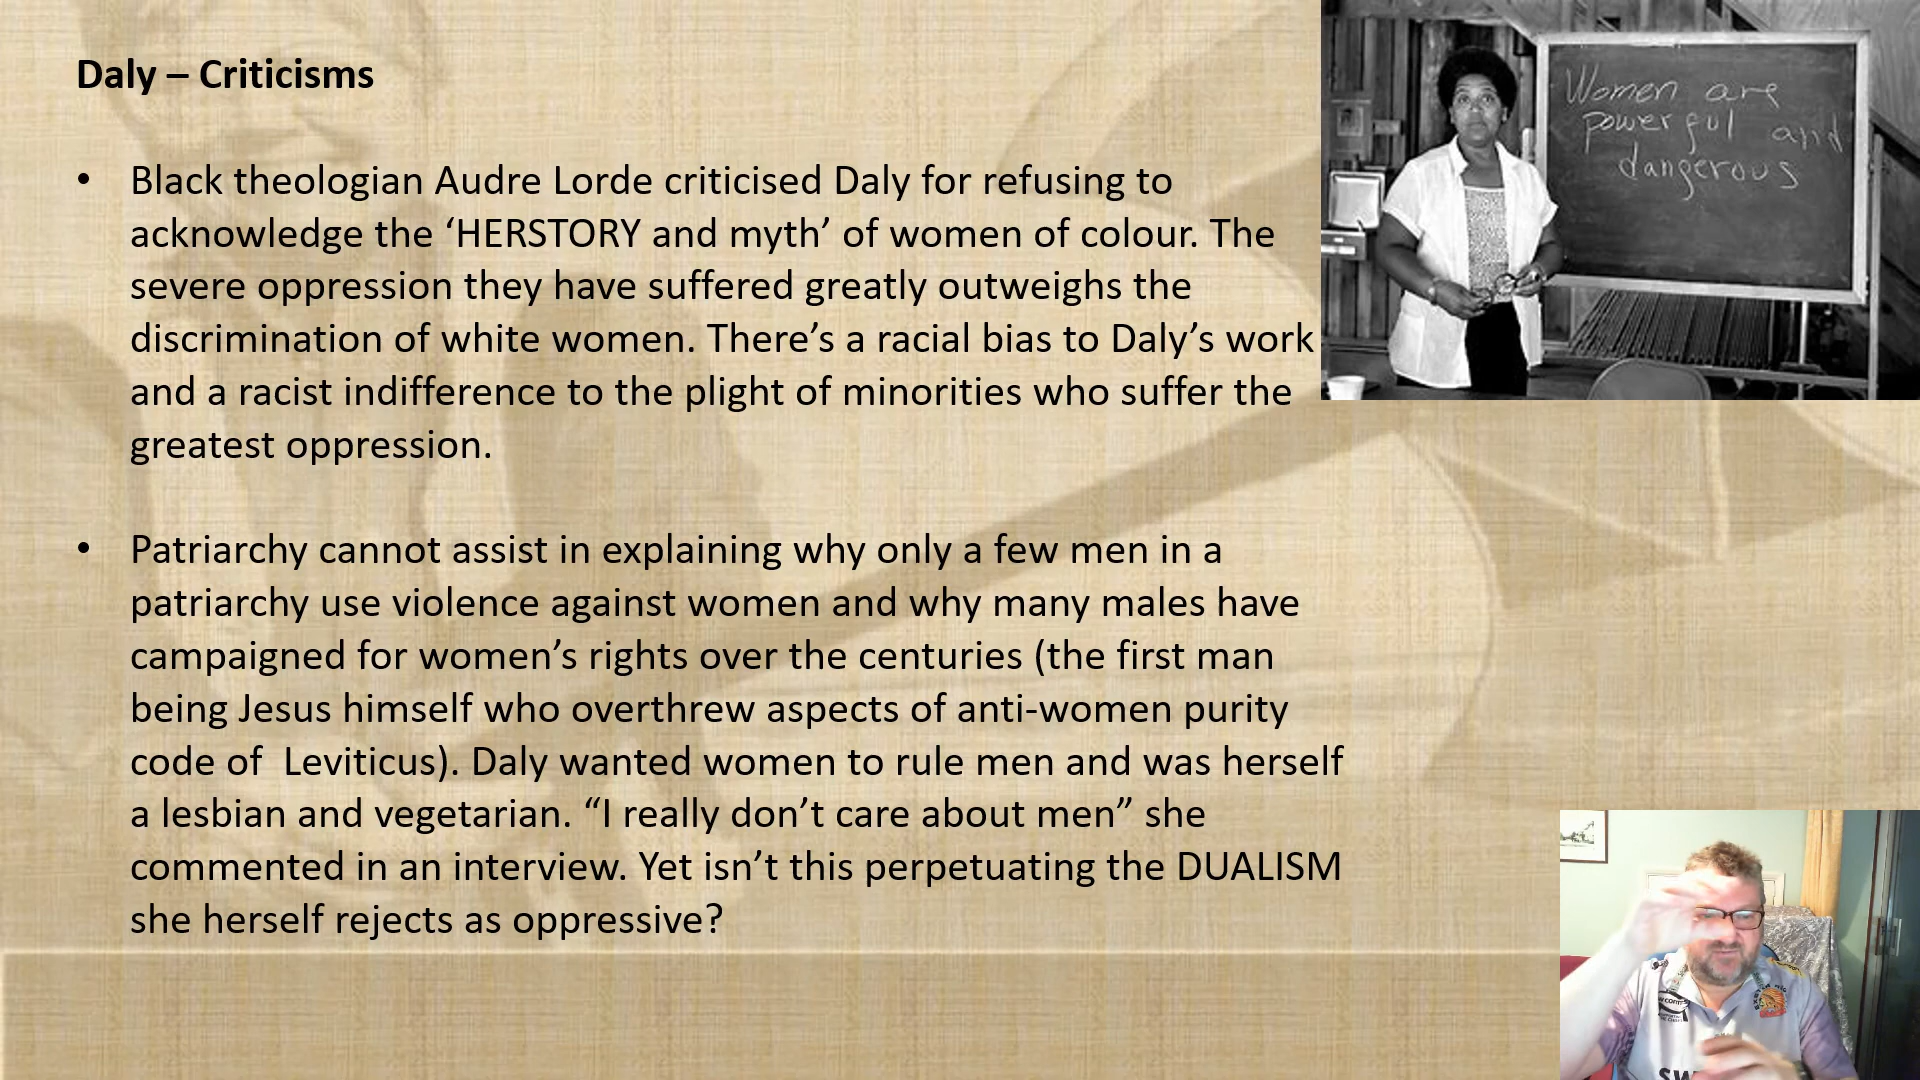 Daly – Criticisms
• Black theologian Audre Lorde criticised Daly for refusing to
acknowledge the ‘HERSTORY and myth’ of women of colour. The
severe oppression they have suffered greatly outweighs the
discrimination of white women. There’s a racial bias to Daly’s work
and a racist indifference to the plight of minorities who suffer the
greatest oppression.
• Patriarchy cannot assist in explaining why only a few men in a
patriarchy use violence against women and why many males have
campaigned for women’s rights over the centuries (the first man
being Jesus himself who overthrew aspects of anti-women purity
code of  Leviticus). Daly wanted women to rule men and was herself
a lesbian and vegetarian. “I really don’t care about men” she
commented in an interview. Yet isn’t this perpetuating the DUALISM
she herself rejects as oppressive?
Women are
powerful and
dangerous